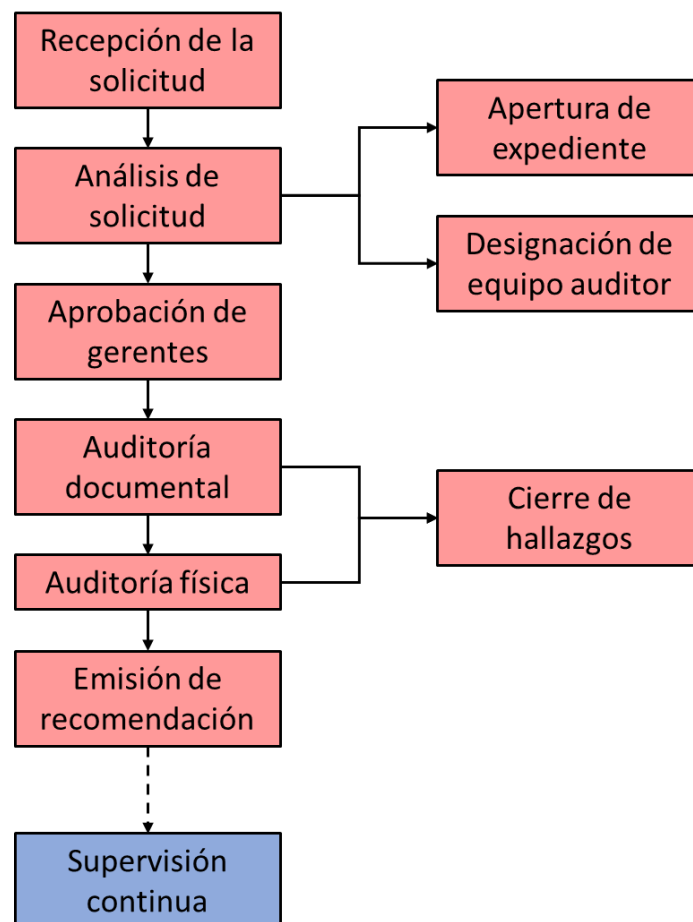 Recepción de la
solicitud
Análisis de
solicitud
Apertura de
expediente
Designación de
equipo auditor
Aprobación de
gerentes
Auditoría
documental
Auditoría física
Cierre de
hallazgos
Emisión de
recomendación
Supervisión
continua